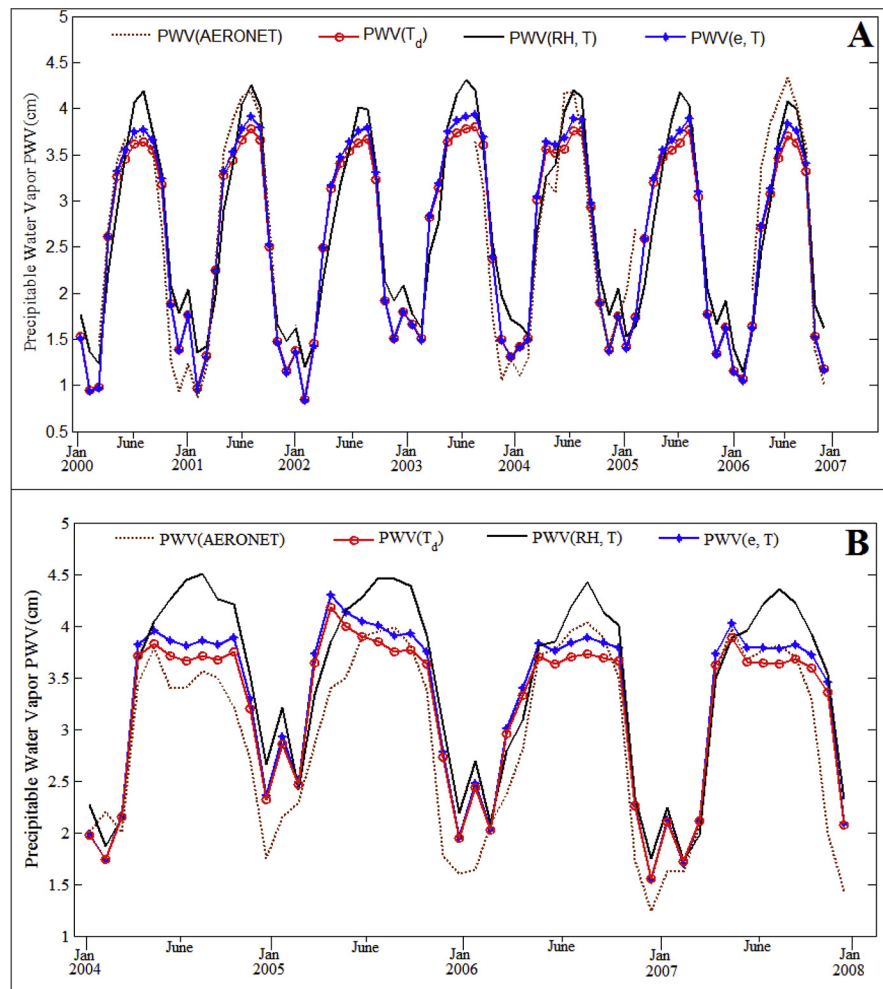 5
4.5
4
3.5
3
2.5
2
1.5
1
0.5
Precipitable Water Vapor PWV(cm)
PWV(AERONET) PWV(Td) PWV(RH, T) PWV(e, T)
A
Jan 2000 June Jan 2001 June Jan 2002 June Jan 2003 June Jan 2004 June Jan 2005 June Jan 2006 June Jan 2007
5
4.5
4
3.5
3
2.5
2
1.5
1
Precipitable Water Vapor PWV(cm)
PWV(AERONET) PWV(Td) PWV(RH, T) PWV(e, T)
B
Jan 2004 June Jan 2005 June Jan 2006 June Jan 2007 June Jan 2008